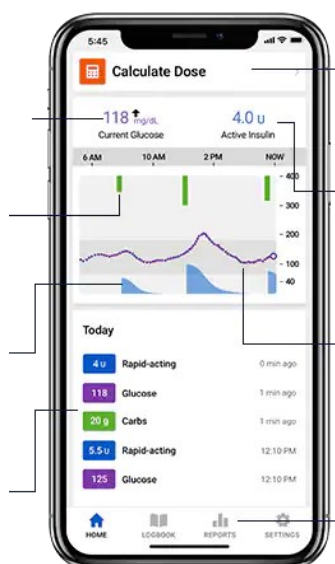 5:45
Calculate Dose
118 mg/dL 4.0 U
Current Glucose Active Insulin
6 AM 10 AM 2 PM NOW
400
300
200
100
40
Today
4 U Rapid-acting 0 min ago
118 Glucose 1 min ago
20 g Carbs 1 min ago
5.5 U Rapid-acting 12:10 PM
125 Glucose 12:10 PM
HOME LOGBOOK REPORTS SETTINGS